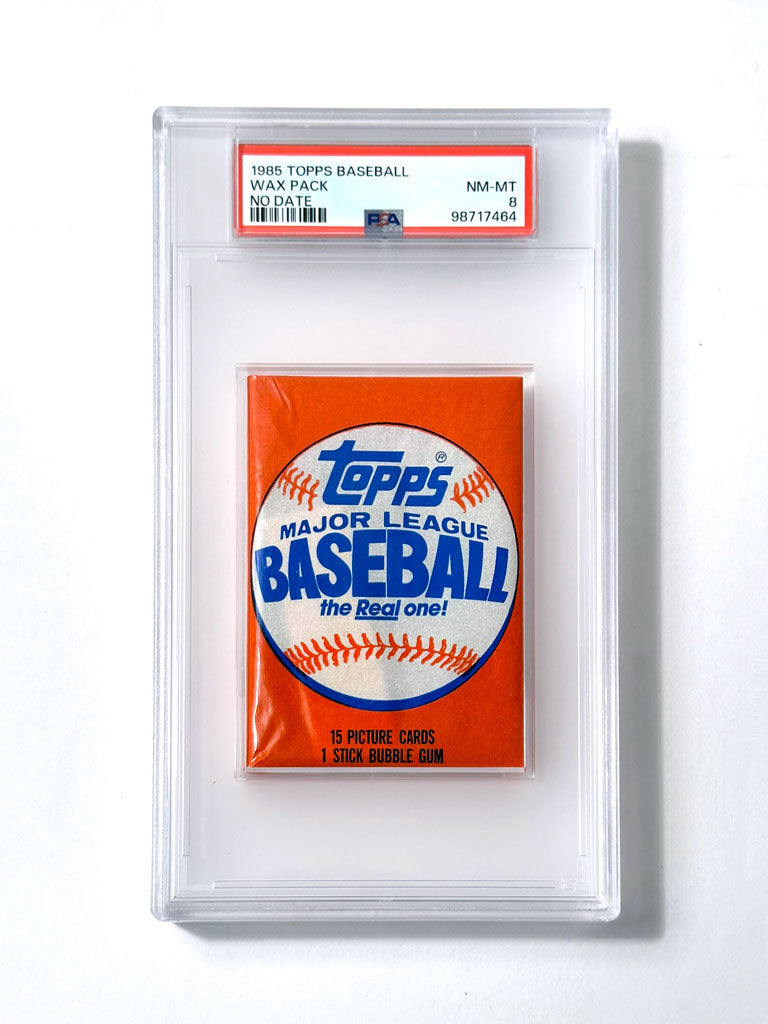 1985 TOPPS BASEBALL
WAX PACK NM-MT
NO DATE 8
PSA 98717464
topps®
MAJOR LEAGUE
BASEBALL
the Real one!
15 PICTURE CARDS
1 STICK BUBBLE GUM